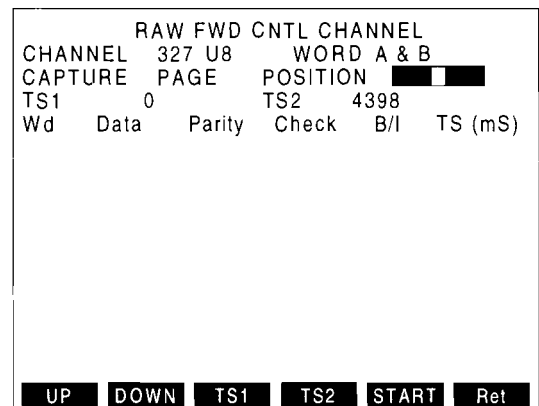 RAW FWD CNTL CHANNEL
CHANNEL 327 U8 WORD A & B
CAPTURE PAGE POSITION
TS1 0 TS2 4398
Wd Data Parity Check B/I TS (mS)
UP DOWN TS1 TS2 START Ret